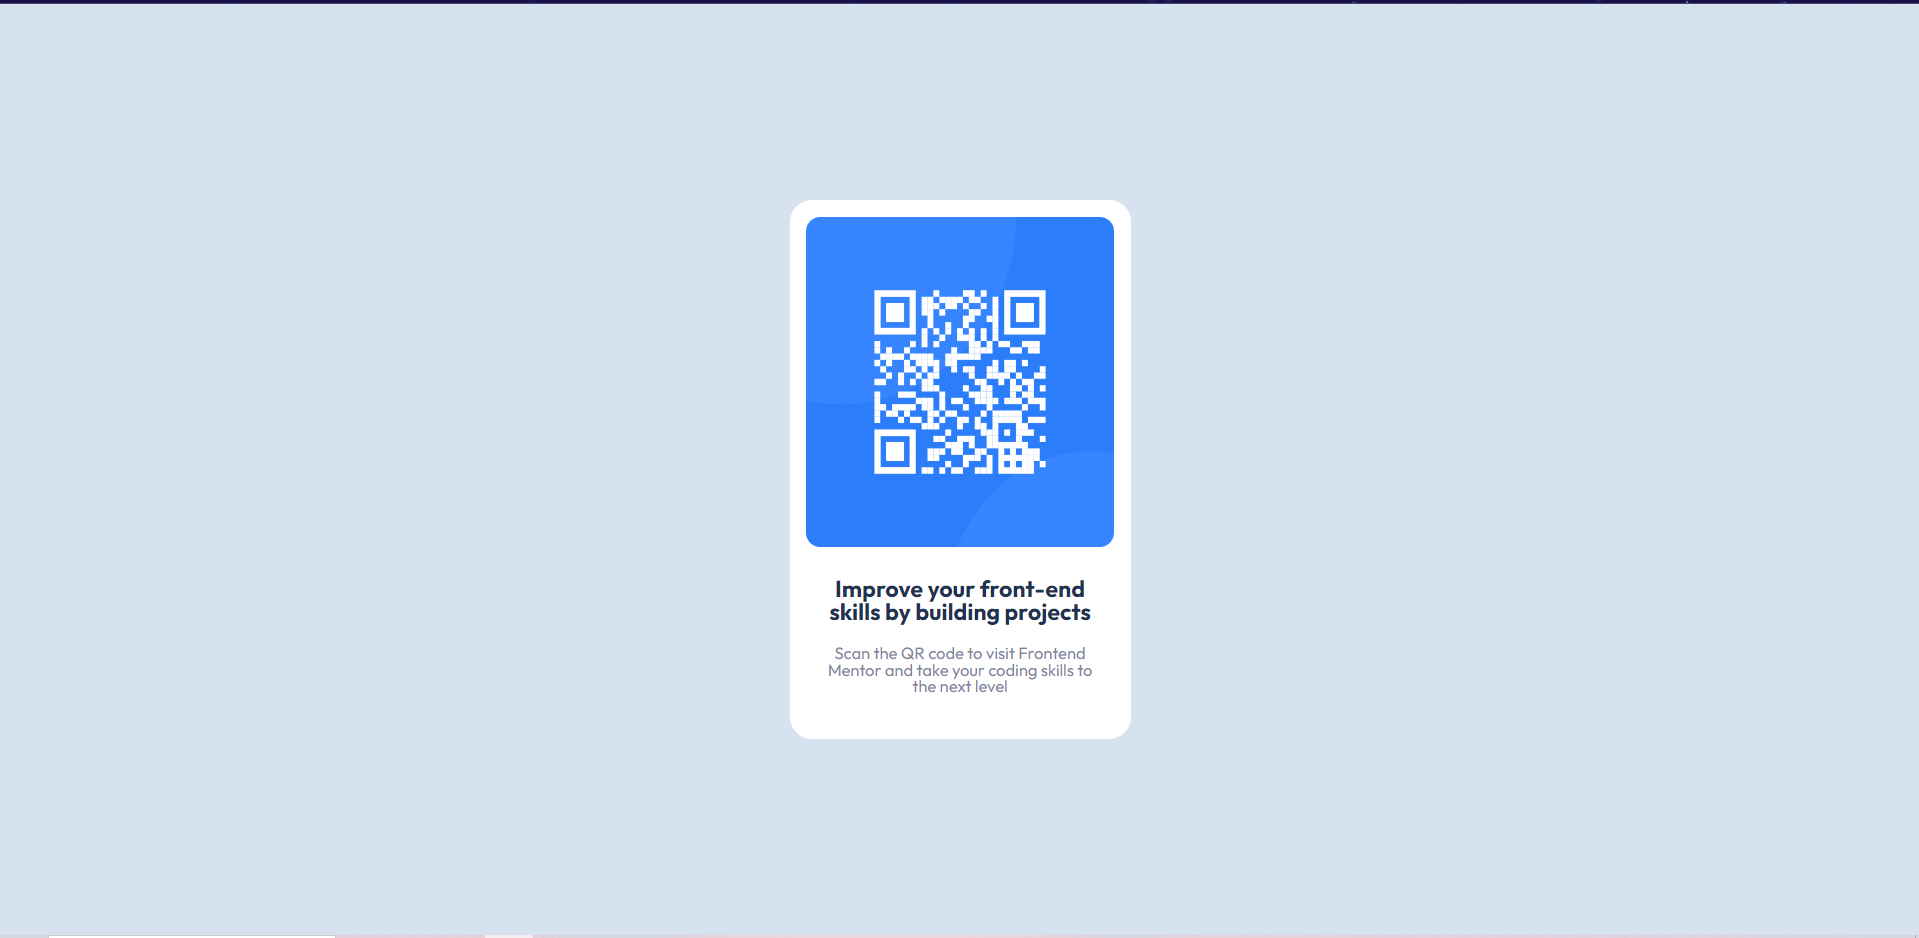 Improve your front-end
skills by building projects
Scan the QR code to visit Frontend
Mentor and take your coding skills to
the next level